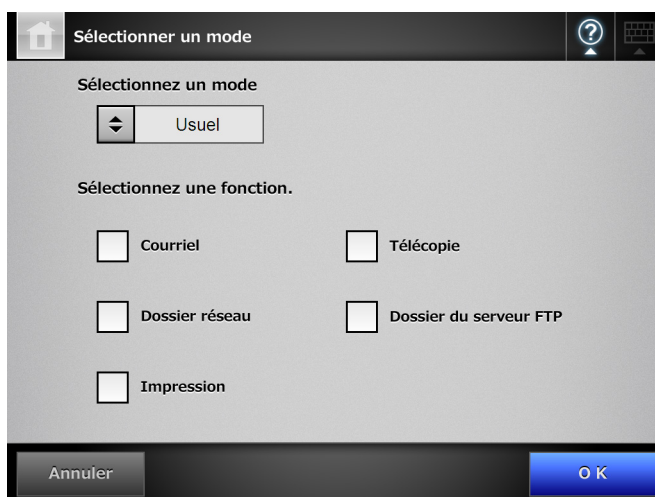 Sélectionner un mode
?
Sélectionnez un mode
Usuel
Sélectionnez une fonction.
Courriel
Télécopie
Dossier réseau
Dossier du serveur FTP
Impression
Annuler
O K